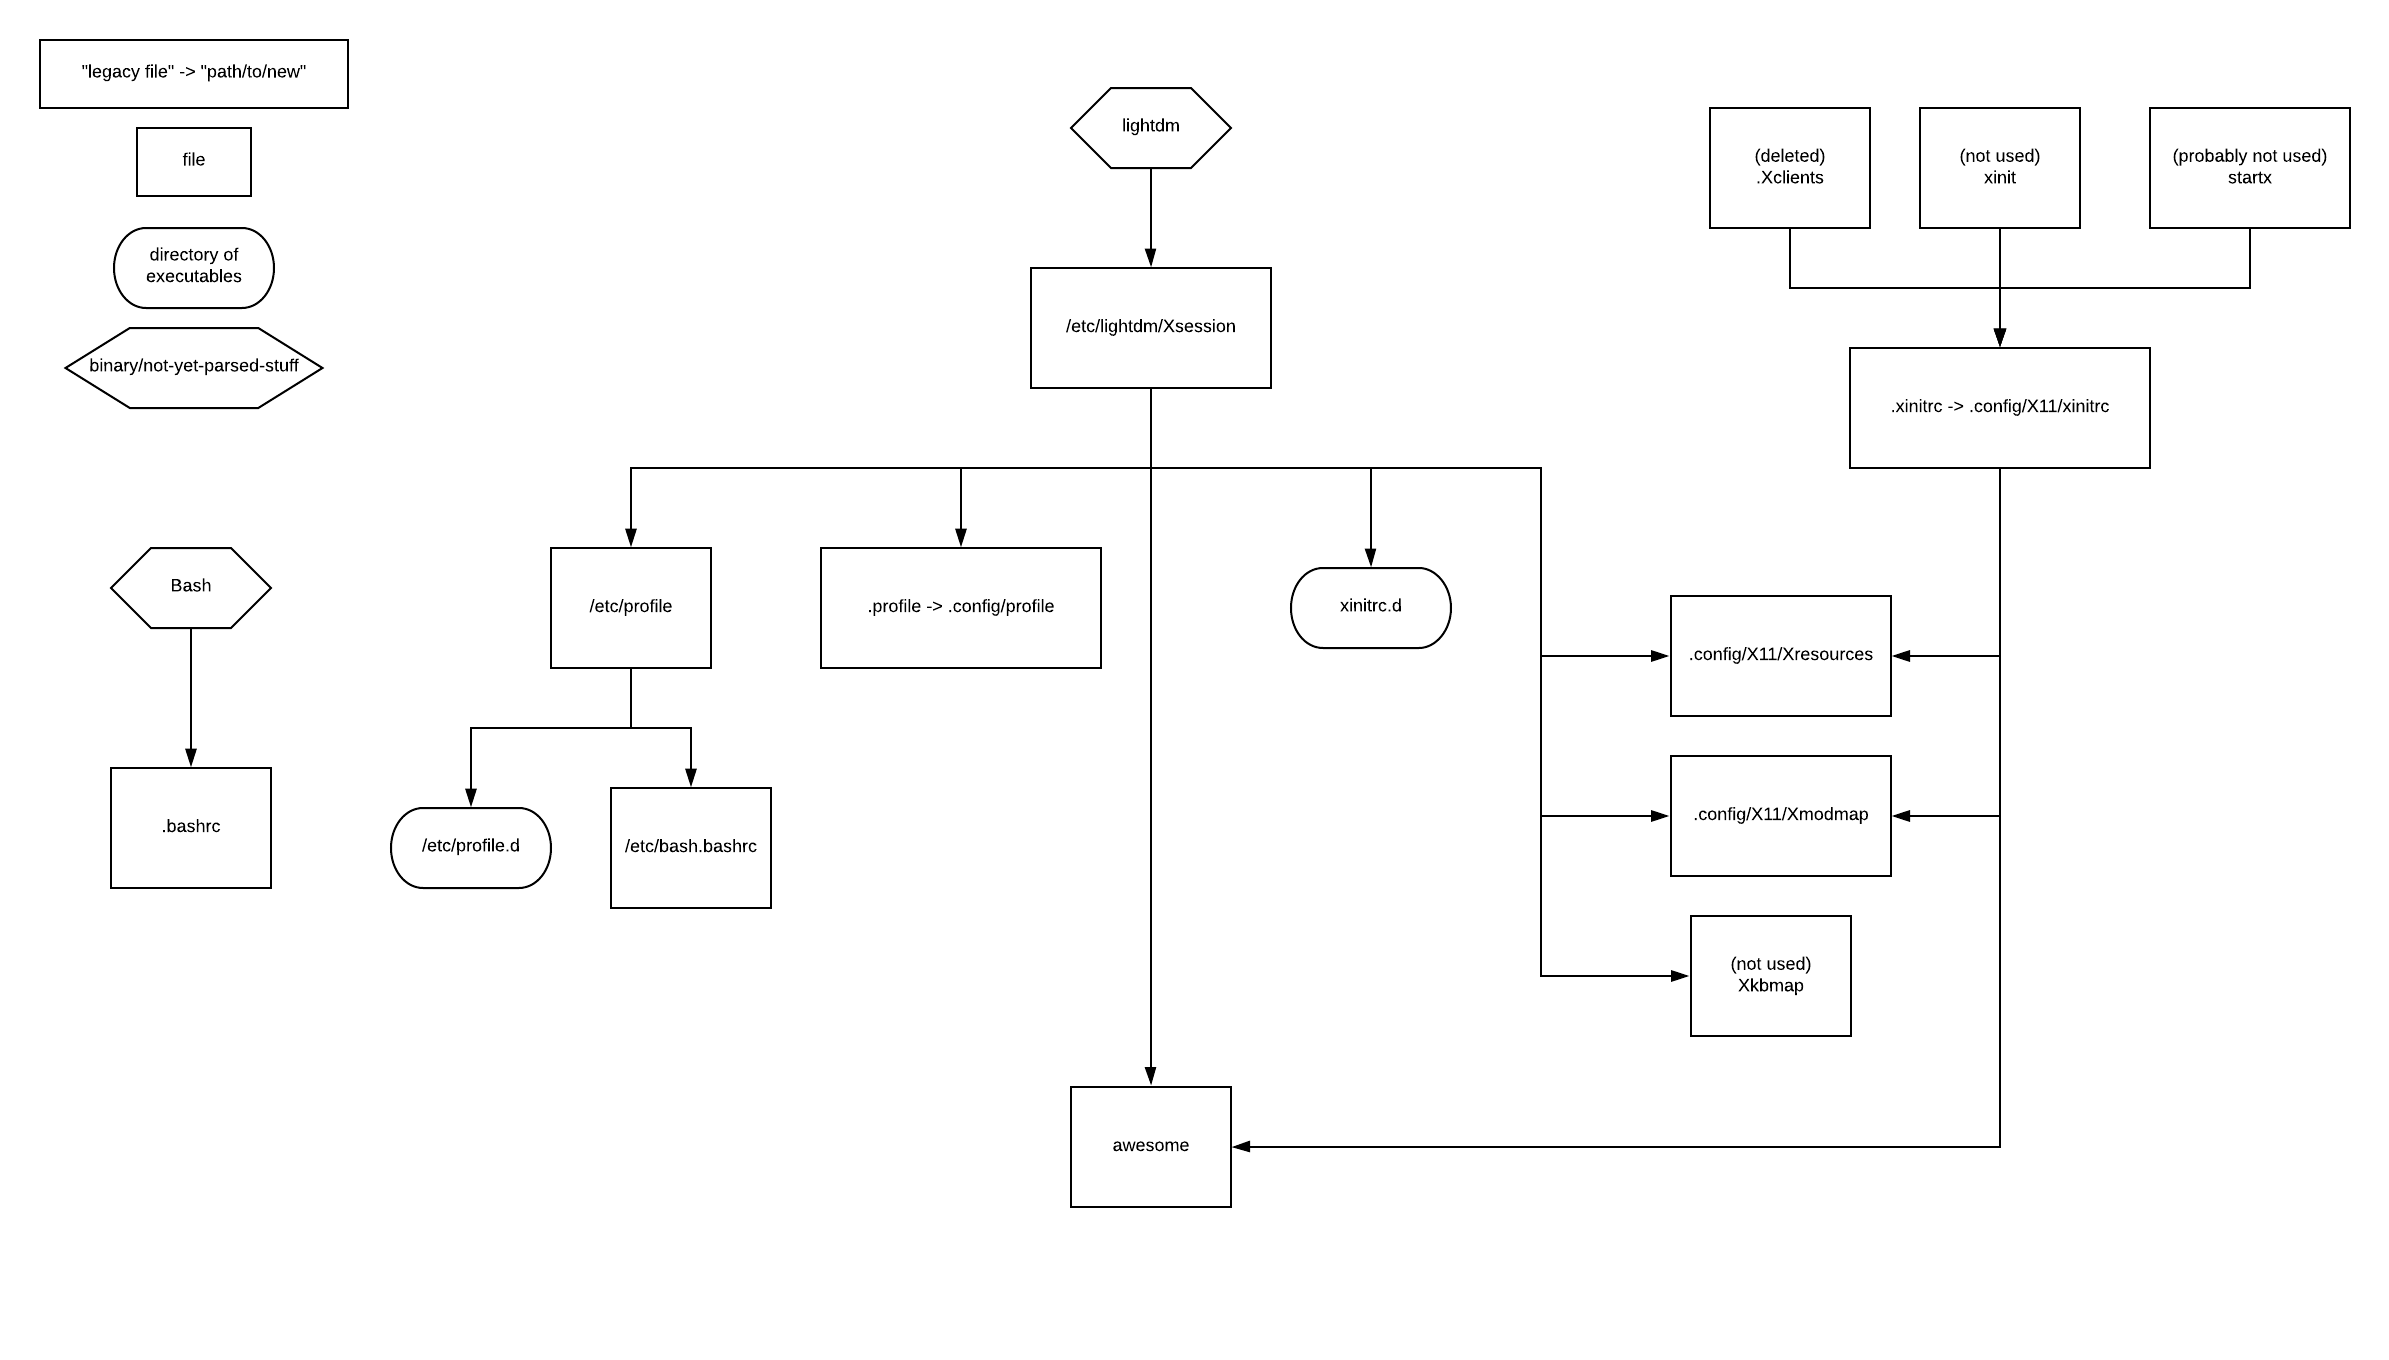 "legacy file" -> "path/to/new"
file
directory of
executables
binary/not-yet-parsed-stuff
Bash
.bashrc
lightdm
/etc/lightdm/Xsession
/etc/profile
.profile -> .config/profile
xinitrc.d
/etc/profile.d
/etc/bash.bashrc
awesome
(deleted)
.Xclients
(not used)
xinit
(probably not used)
startx
.xinitrc -> .config/X11/xinitrc
.config/X11/Xresources
.config/X11/Xmodmap
(not used)
Xkbmap